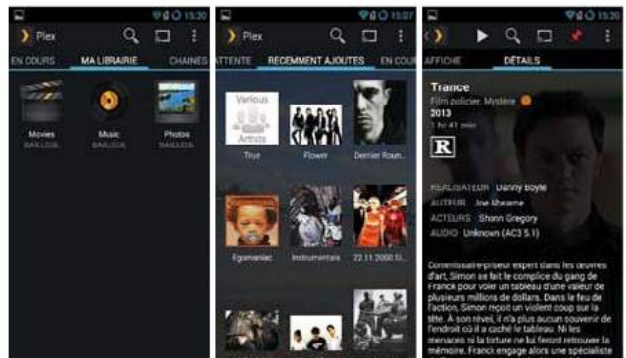 15:30
Plex
EN COURS MA LIBRAIRIE CHAINES
Movies
Music
Photos
15:07
Plex
ATTENTE RECEMMENT AJOUTES EN COU
Various
Artists
True
Flower
Dernier Roun...
Egomaniac
Instrumentals
22.11.2000 Si...
15:30
AFFICHE DÉTAILS
Trance
Film policier, Mystère
2013
1 hr 41 min
R
RÉALISATEUR Danny Boyle
AUTEUR Joe Ahearne
ACTEURS Shonn Gregory
AUDIO Unknown (AC3 5.1)
Commissaire-priseur expert dans les œuvres
d'art, Simon se fait le complice du gang de
Franck pour voler un tableau d'une valeur de
plusieurs millions de dollars. Dans le feu de
l'action, Simon reçoit un violent coup sur la
tête. À son réveil, il n'a plus aucun souvenir de
l'endroit où il a caché le tableau. Ni les
menaces ni la torture ne lui feront retrouver la
mémoire. Franck engage alors une spécialiste